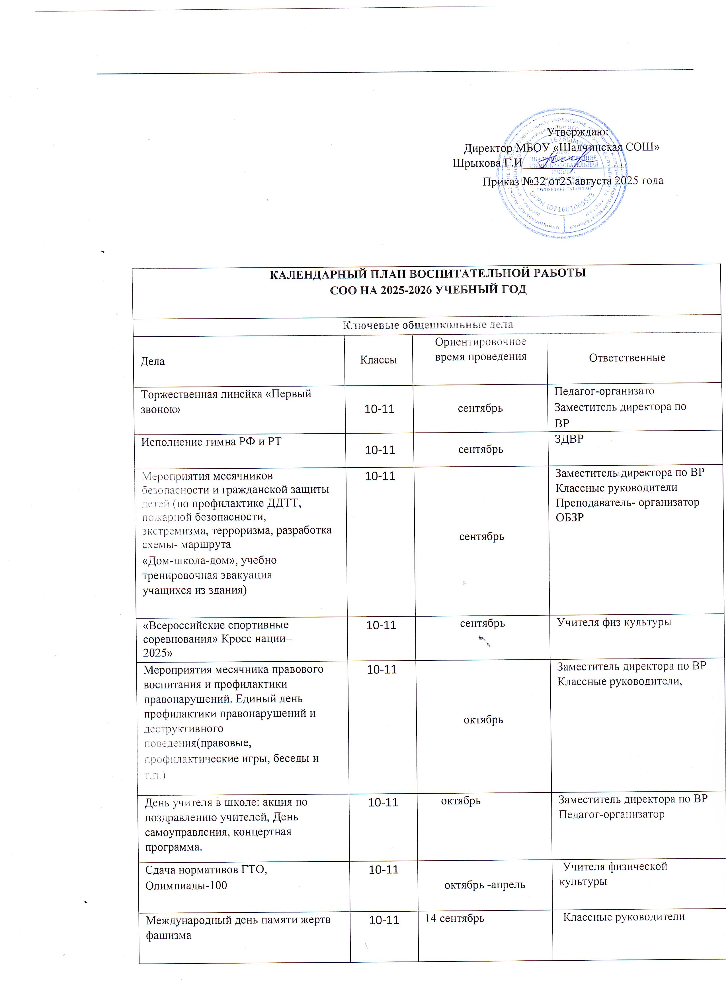 Утверждаю:
Директор МБОУ «Шадчинская СОШ»
Шрыкова Г.И
Приказ №32 от25 августа 2025 года
ОГРН 1021601065573
КАЛЕНДАРНЫЙ ПЛАН ВОСПИТАТЕЛЬНОЙ РАБОТЫ
СОО НА 2025-2026 УЧЕБНЫЙ ГОД
Ключевые общешкольные дела
Дела
Классы
Ориентировочное
время проведения
Ответственные
Торжественная линейка «Первый
звонок»
10-11
сентябрь
Педагог-организато
Заместитель директора по
ВР
Исполнение гимна РФ и РТ
10-11
сентябрь
ЗДВР
Мероприятия месячников
безопасности и гражданской защиты
детей (по профилактике ДДТТ,
пожарной безопасности,
экстремизма, терроризма, разработка
схемы- маршрута
«Дом-школа-дом», учебно
тренировочная эвакуация
учащихся из здания)
10-11
сентябрь
Заместитель директора по ВР
Классные руководители
Преподаватель- организатор
ОБЗР
«Всероссийские спортивные
соревнования» Кросс нации–
2025»
10-11
сентябрь
Учителя физ культуры
Мероприятия месячника правового
воспитания и профилактики
правонарушений. Единый день
профилактики правонарушений и
деструктивного
поведения(правовые,
профилактические игры, беседы и
т.п.)
10-11
октябрь
Заместитель директора по ВР
Классные руководители,
День учителя в школе: акция по
поздравлению учителей, День
самоуправления, концертная
программа.
10-11
октябрь
Заместитель директора по ВР
Педагог-организатор
Сдача нормативов ГТО,
Олимпиады-100
10-11
октябрь -апрель
Учителя физической
культуры
Международный день памяти жертв
фашизма
10-11
14 сентябрь
Классные руководители